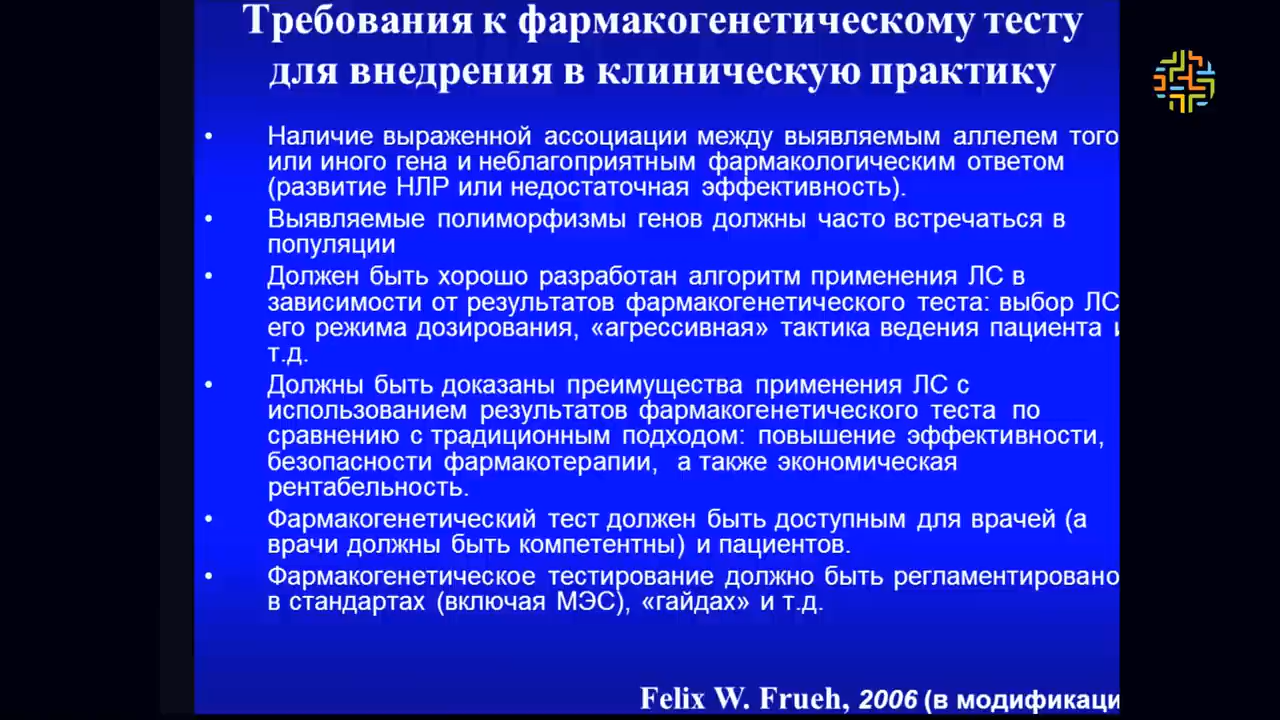 Требования к фармакогенетическому тесту
для внедрения в клиническую практику
• Наличие выраженной ассоциации между выявляемым аллелем того
или иного гена и неблагоприятным фармакологическим ответом
(развитие НЛР или недостаточная эффективность).
• Выявляемые полиморфизмы генов должны часто встречаться в
популяции
• Должен быть хорошо разработан алгоритм применения ЛС в
зависимости от результатов фармакогенетического теста: выбор ЛС
его режима дозирования, «агрессивная» тактика ведения пациента
т.д.
• Должны быть доказаны преимущества применения ЛС с
использованием результатов фармакогенетического теста по
сравнению с традиционным подходом: повышение эффективности,
безопасности фармакотерапии, а также экономическая
рентабельность.
• Фармакогенетический тест должен быть доступным для врачей (а
врачи должны быть компетентны) и пациентов.
• Фармакогенетическое тестирование должно быть регламентировано
в стандартах (включая МЭС), «гайдах» и т.д.
Felix W. Frueh, 2006 (в модификаци